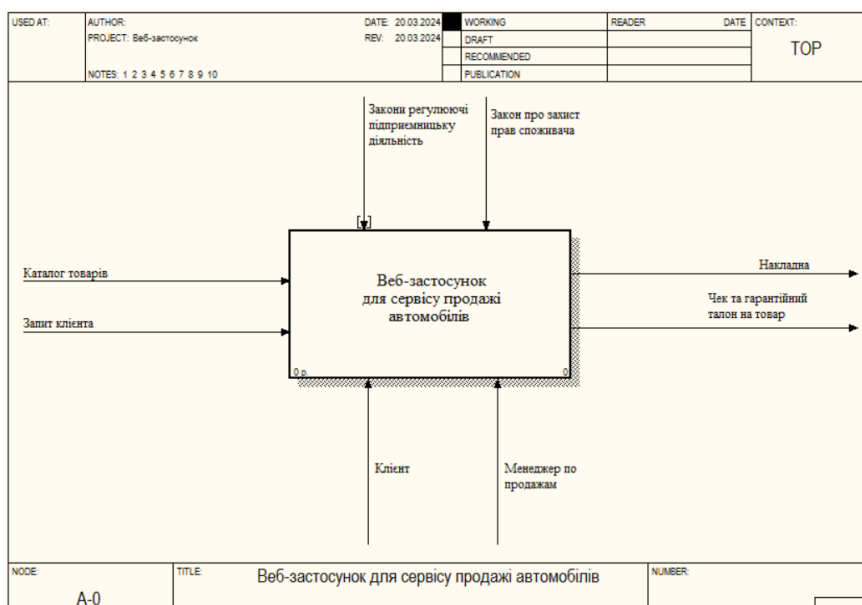 USED AT:
AUTHOR:
DATE: 20.03.2024
WORKING
READER
DATE
CONTEXT:
PROJECT: Веб-застосунок
REV: 20.03.2024
DRAFT
TOP
RECOMMENDED
NOTES: 1 2 3 4 5 6 7 8 9 10
PUBLICATION
Закони регулюючі
підприємницьку
діяльність
Закон про захист
прав споживача
Каталог товарів
Запит клієнта
Веб-застосунок
для сервісу продажі
автомобілів
0 р.
0
Накладна
Чек та гарантійний
талон на товар
Клієнт
Менеджер по
продажам
NODE:
A-0
TITLE:
Веб-застосунок для сервісу продажі автомобілів
NUMBER: